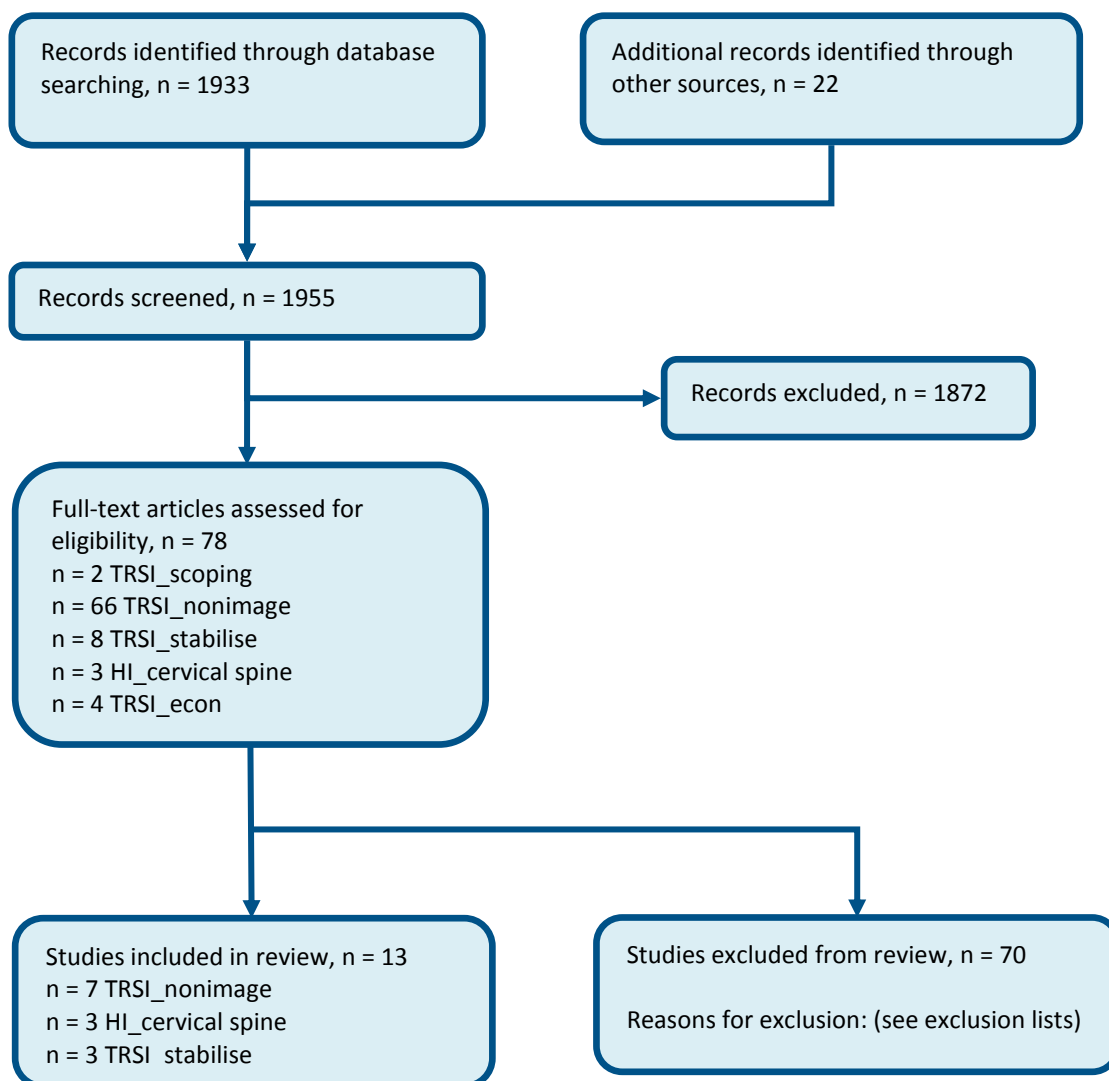 Records identified through database
searching, n = 1933
Additional records identified through
other sources, n = 22
Records screened, n = 1955
Records excluded, n = 1872
Full-text articles assessed for
eligibility, n = 78
n = 2 TRSI_scoping
n = 66 TRSI_nonimage
n = 8 TRSI_stabilise
n = 3 HI_cervical spine
n = 4 TRSI_econ
Studies included in review, n = 13
n = 7 TRSI_nonimage
n = 3 HI_cervical spine
n = 3 TRSI stabilise
Studies excluded from review, n = 70
Reasons for exclusion: (see exclusion lists)